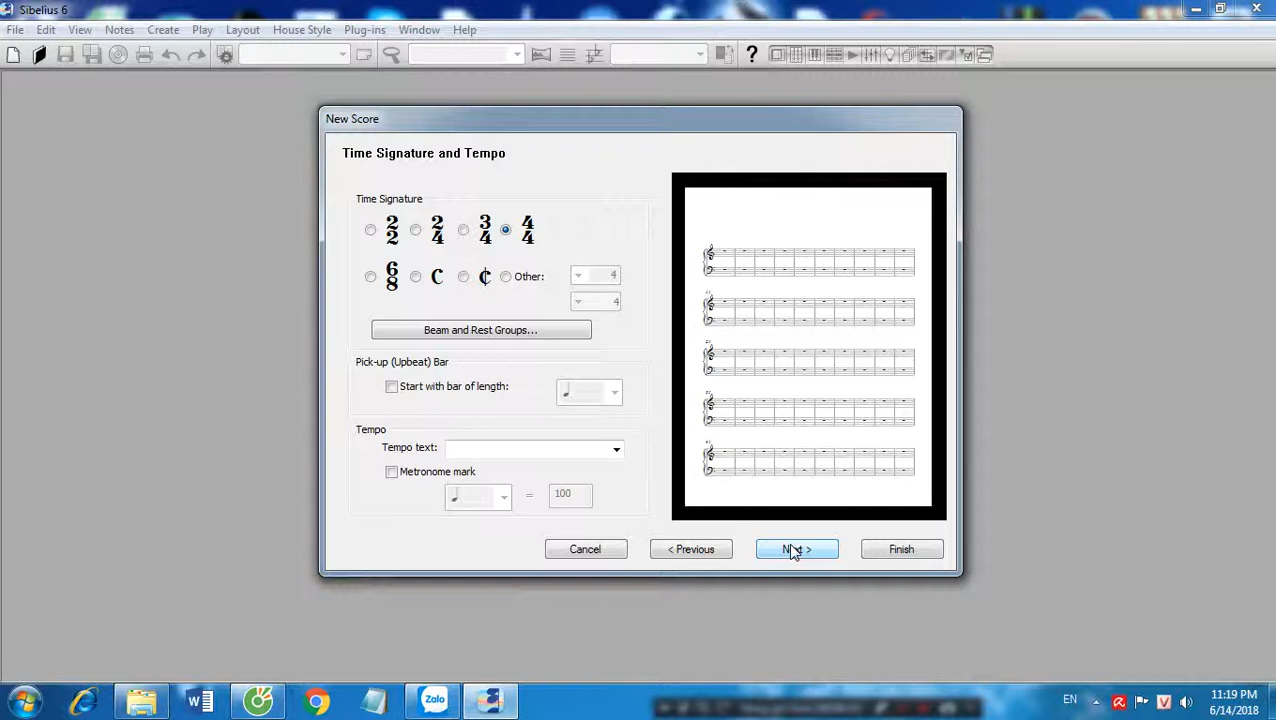 Sibelius 6
File Edit View Notes Create Play Layout House Style Plug-ins Window Help
New Score
Time Signature and Tempo
Time Signature
2 2 3 4
2 4 4 4
6 C ¢ Other: 4
8 4
Beam and Rest Groups...
Pick-up (Upbeat) Bar
Start with bar of length:
Tempo
Tempo text:
Metronome mark
= 100
Cancel < Previous Next > Finish
Zalo
EN
11:19 PM
6/14/2018